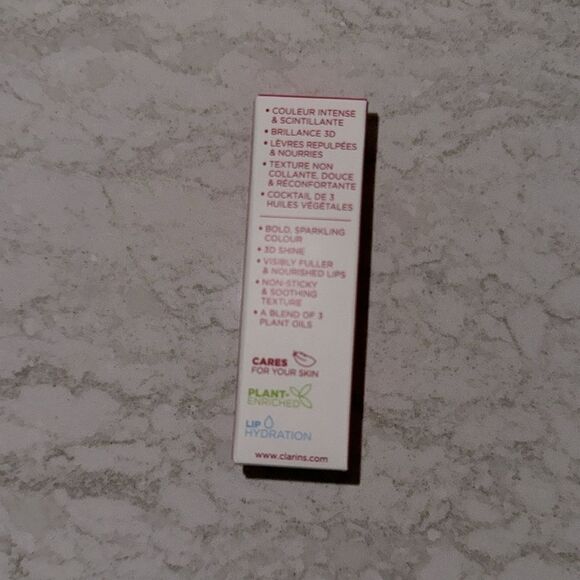 • COULEUR INTENSE
& SCINTILLANTE
• BRILLANCE 3D
• LÈVRES REPULPÉES
& NOURRIES
• TEXTURE NON
COLLANTE, DOUCE
& RÉCONFORTANTE
• COCKTAIL DE 3
HUILES VÉGÉTALES
• BOLD, SPARKLING
COLOUR
• 3D SHINE
• VISIBLY FULLER
& NOURISHED LIPS
• NON-STICKY
& SOOTHING
TEXTURE
• A BLEND OF 3
PLANT OILS
CARES
FOR YOUR SKIN
PLANT-
ENRICHED
LIP
HYDRATION
www.clarins.com